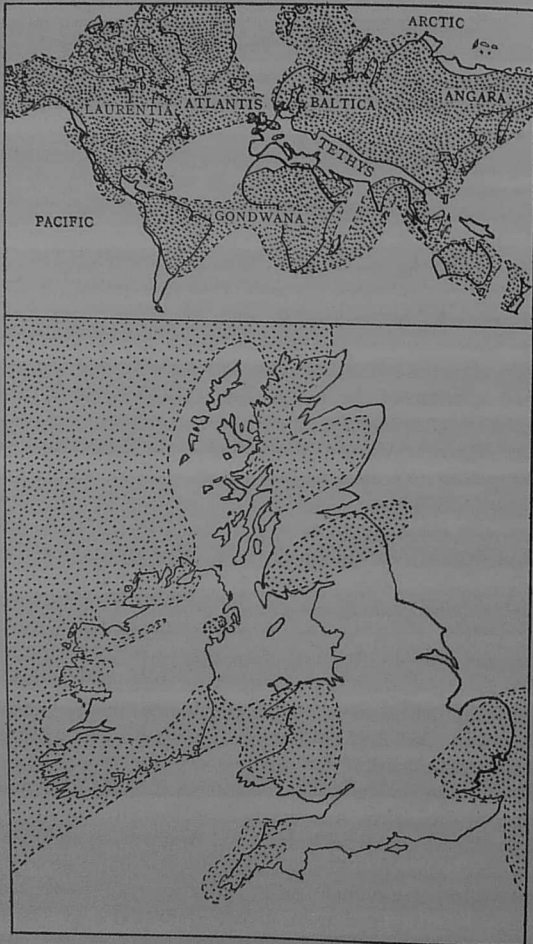 ARCTIC
LAURENTIA ATLANTIS BALTICA ANGARA
TETHYS
PACIFIC
GONDWANA